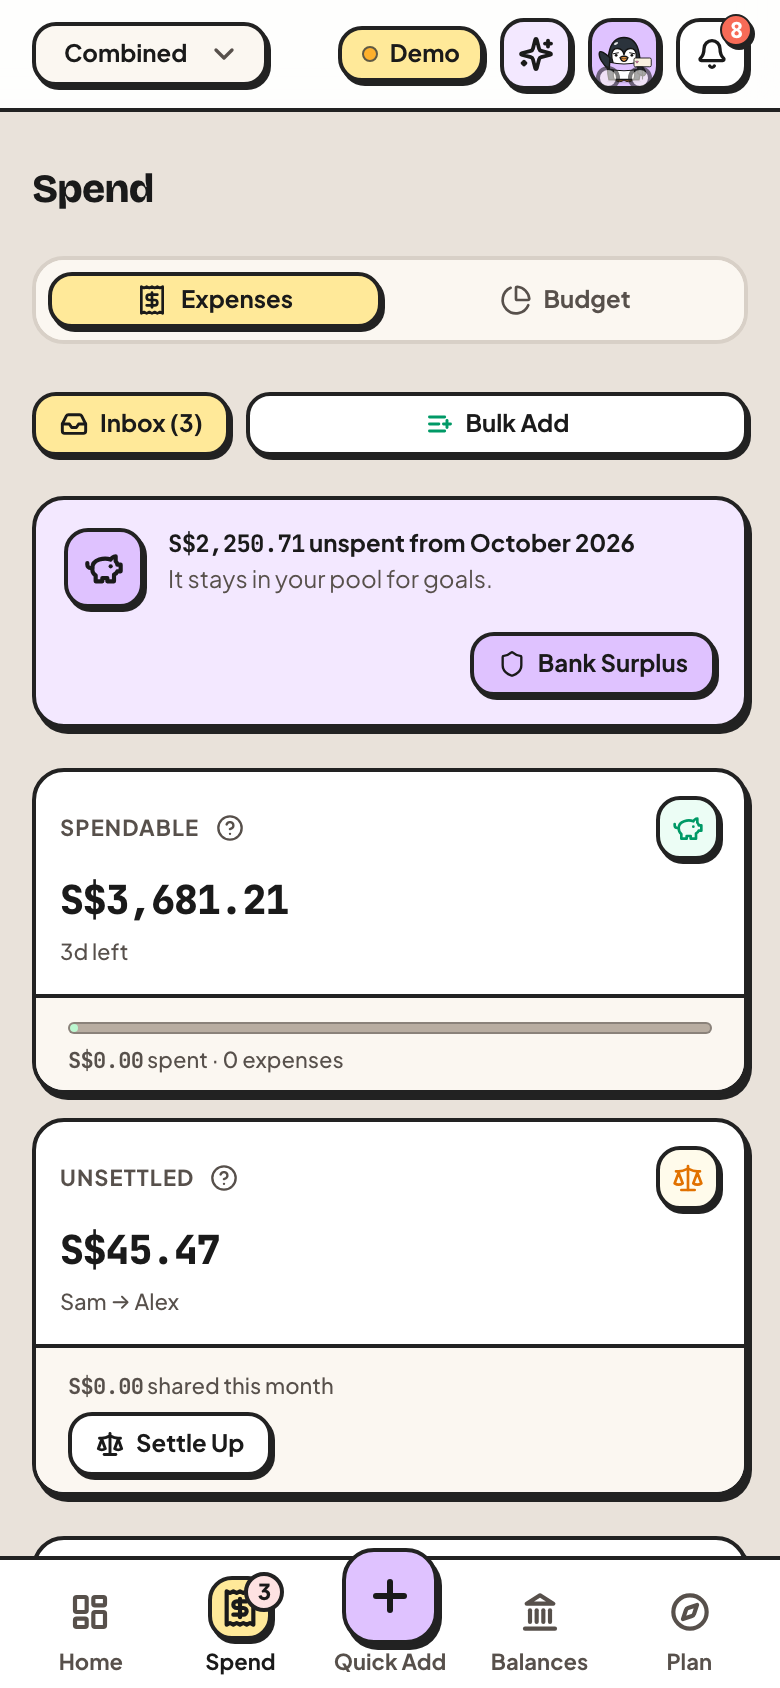 Combined
Demo
8
Spend
Expenses
Budget
Inbox (3)
Bulk Add
S$2,250.71 unspent from October 2026
It stays in your pool for goals.
Bank Surplus
SPENDABLE
S$3,681.21
3d left
S$0.00 spent · 0 expenses
UNSETTLED
S$45.47
Sam → Alex
S$0.00 shared this month
Settle Up
3
Home
Spend
Quick Add
Balances
Plan